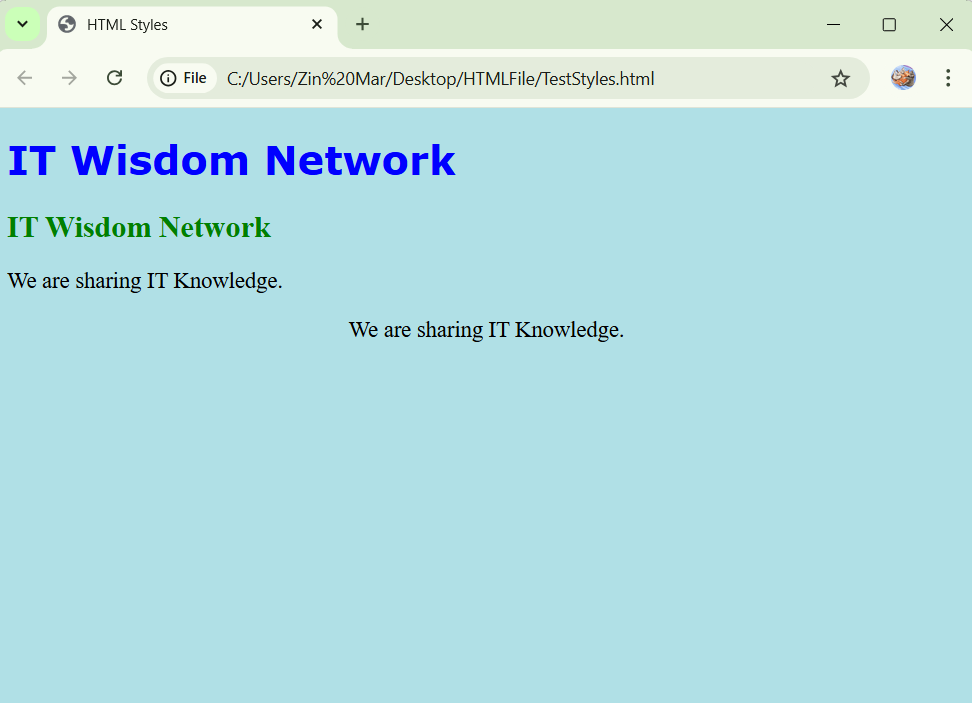 HTML Styles
File C:/Users/Zin%20Mar/Desktop/HTMLFile/TestStyles.html
IT Wisdom Network
IT Wisdom Network
We are sharing IT Knowledge.
We are sharing IT Knowledge.